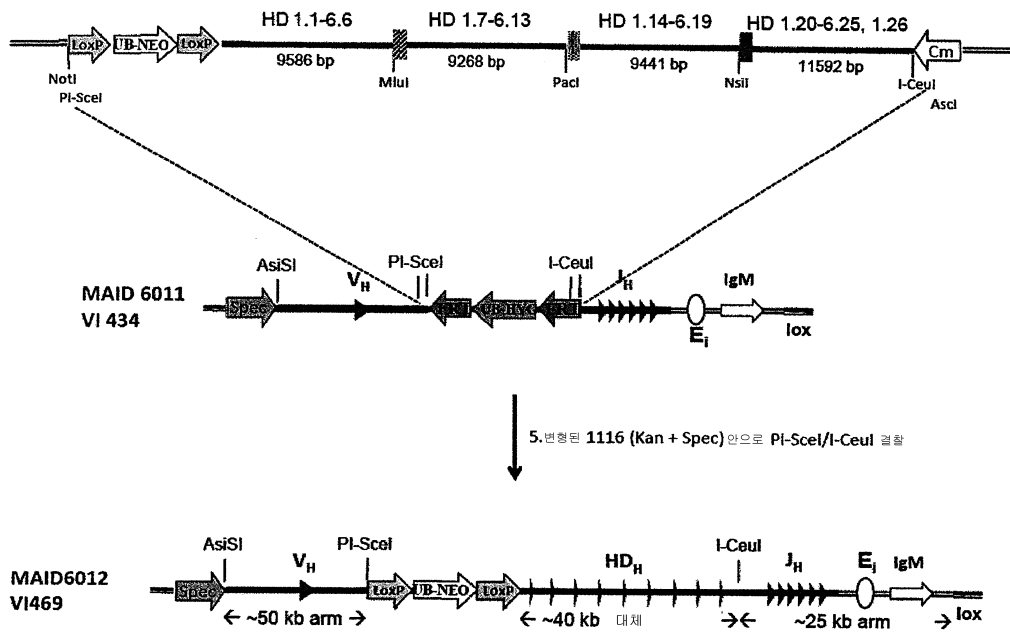 HD 1.1-6.6 HD 1.7-6.13 HD 1.14-6.19 HD 1.20-6.25, 1.26
LoxP UB-NEO LoxP Cm
9586 bp 9268 bp 9441 bp 11592 bp
NotI MluI PacI NsiI I-CeuI
PI-SceI AscI
AsiSI VH PI-SceI I-CeuI JH IgM
MAID 6011
VI 434
Spec UB-HYG
Ei lox
5.변형된 1116 (Kan + Spec) 안으로 Pi-SceI/I-CeuI 결찰
AsiSI VH PI-SceI HDH I-CeuI JH Ei IgM
MAID6012
VI469
Spec LoxP UB-NEO LoxP
← ~50 kb arm → ← ~40 kb 대체 → ← ~25 kb arm → lox